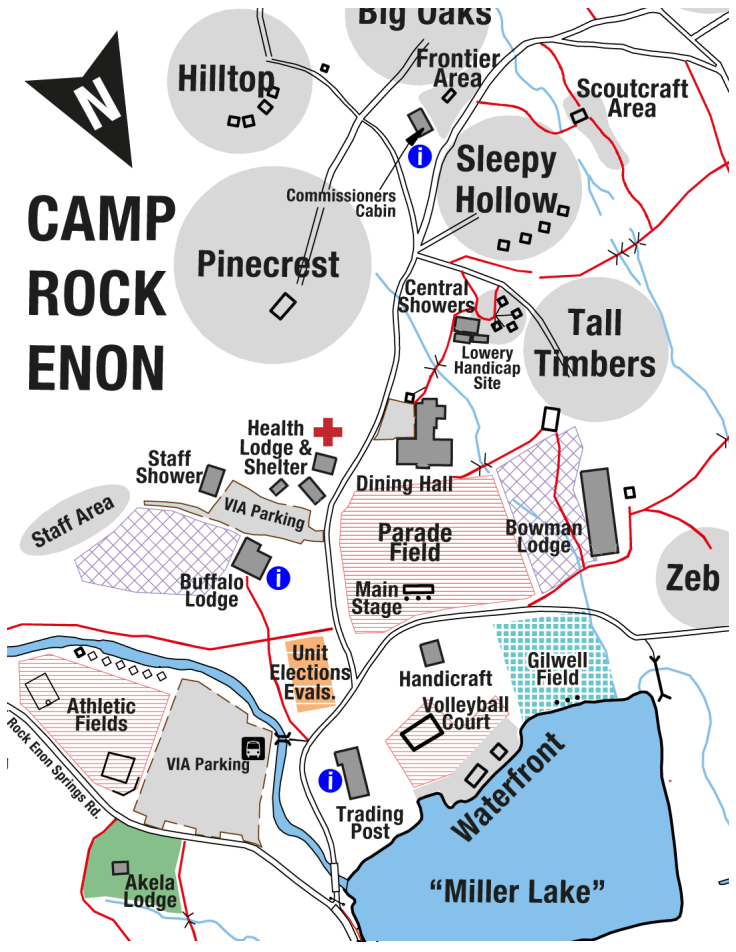 Big Oaks
Hilltop
Frontier
Area
Scoutcraft
Area
N
i
Sleepy
Hollow
Commissioners
Cabin
CAMP
ROCK
ENON
Pinecrest
Central
Showers
Tall
Timbers
Lowery
Handicap
Site
Health
Lodge &
Shelter
Staff
Shower
Dining Hall
Staff Area
VIA Parking
Parade
Field
Bowman
Lodge
Buffalo
Lodge
i
Main
Stage
Zeb
Unit
Elections
Evals.
Handicraft
Gilwell
Field
Athletic
Fields
Volleyball
Court
Rock Enon Springs Rd.
VIA Parking
i
Trading
Post
Waterfront
Akela
Lodge
“Miller Lake”